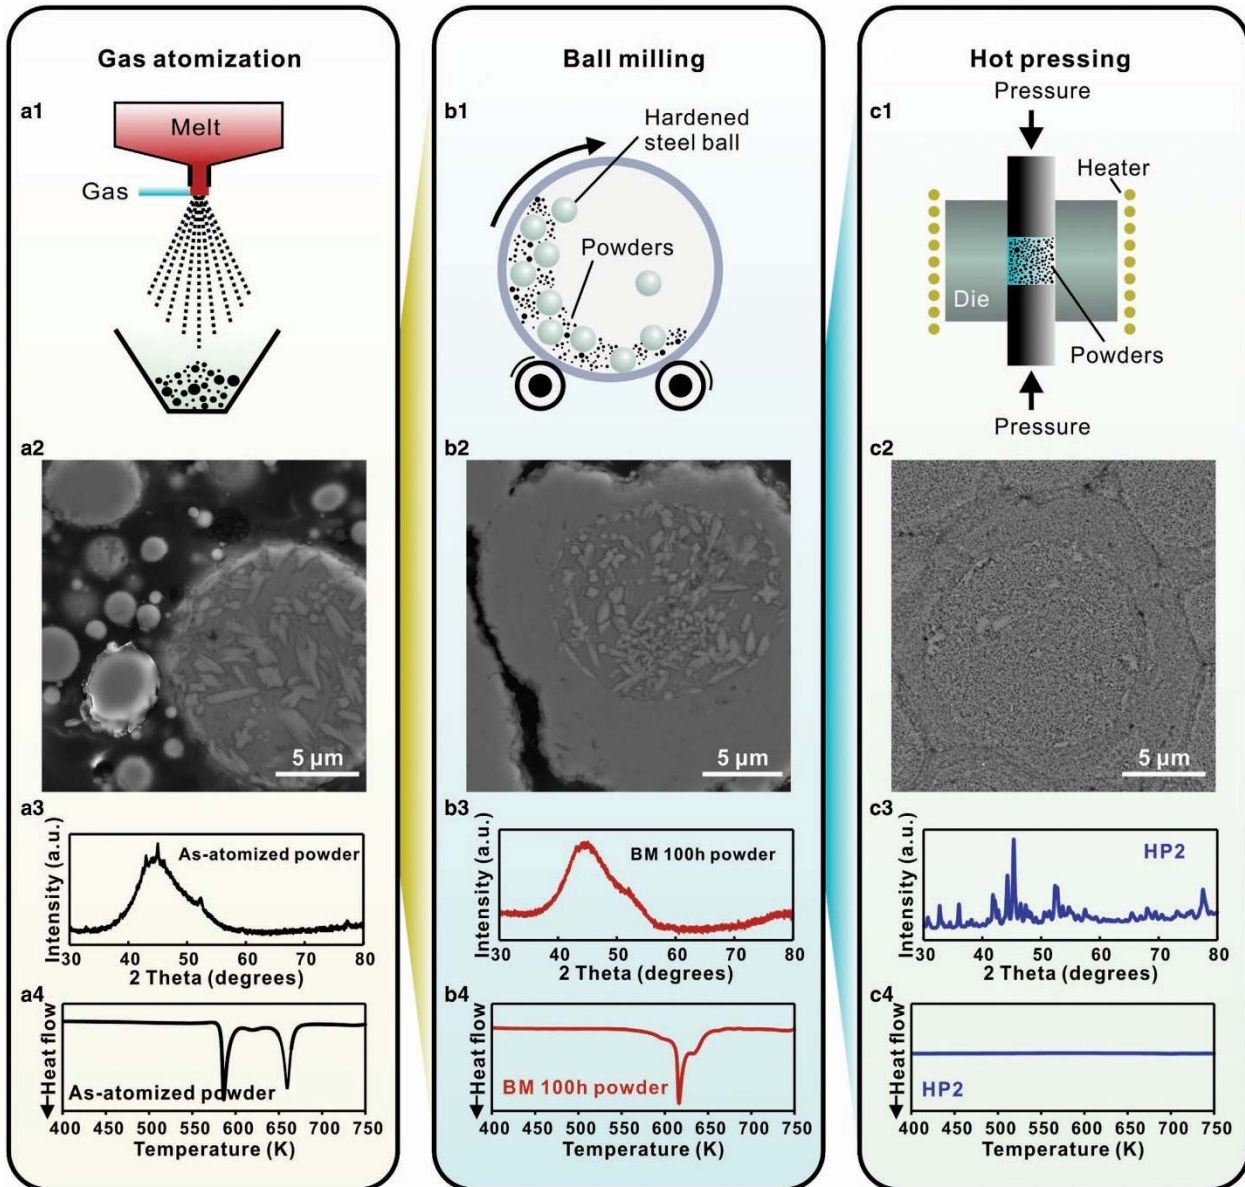 Gas atomization
a1
Melt
Gas
a2
5 µm
a3
Intensity (a.u.)
As-atomized powder
30 40 50 60 70 80
2 Theta (degrees)
a4
Heat flow
As-atomized powder
400 450 500 550 600 650 700 750
Temperature (K)
Ball milling
b1
Hardened
steel ball
Powders
b2
5 µm
b3
Intensity (a.u.)
BM 100h powder
30 40 50 60 70 80
2 Theta (degrees)
b4
Heat flow
BM 100h powder
400 450 500 550 600 650 700 750
Temperature (K)
Hot pressing
Pressure
c1
Heater
Die
Powders
Pressure
c2
5 µm
c3
Intensity (a.u.)
HP2
30 40 50 60 70 80
2 Theta (degrees)
c4
Heat flow
HP2
400 450 500 550 600 650 700 750
Temperature (K)